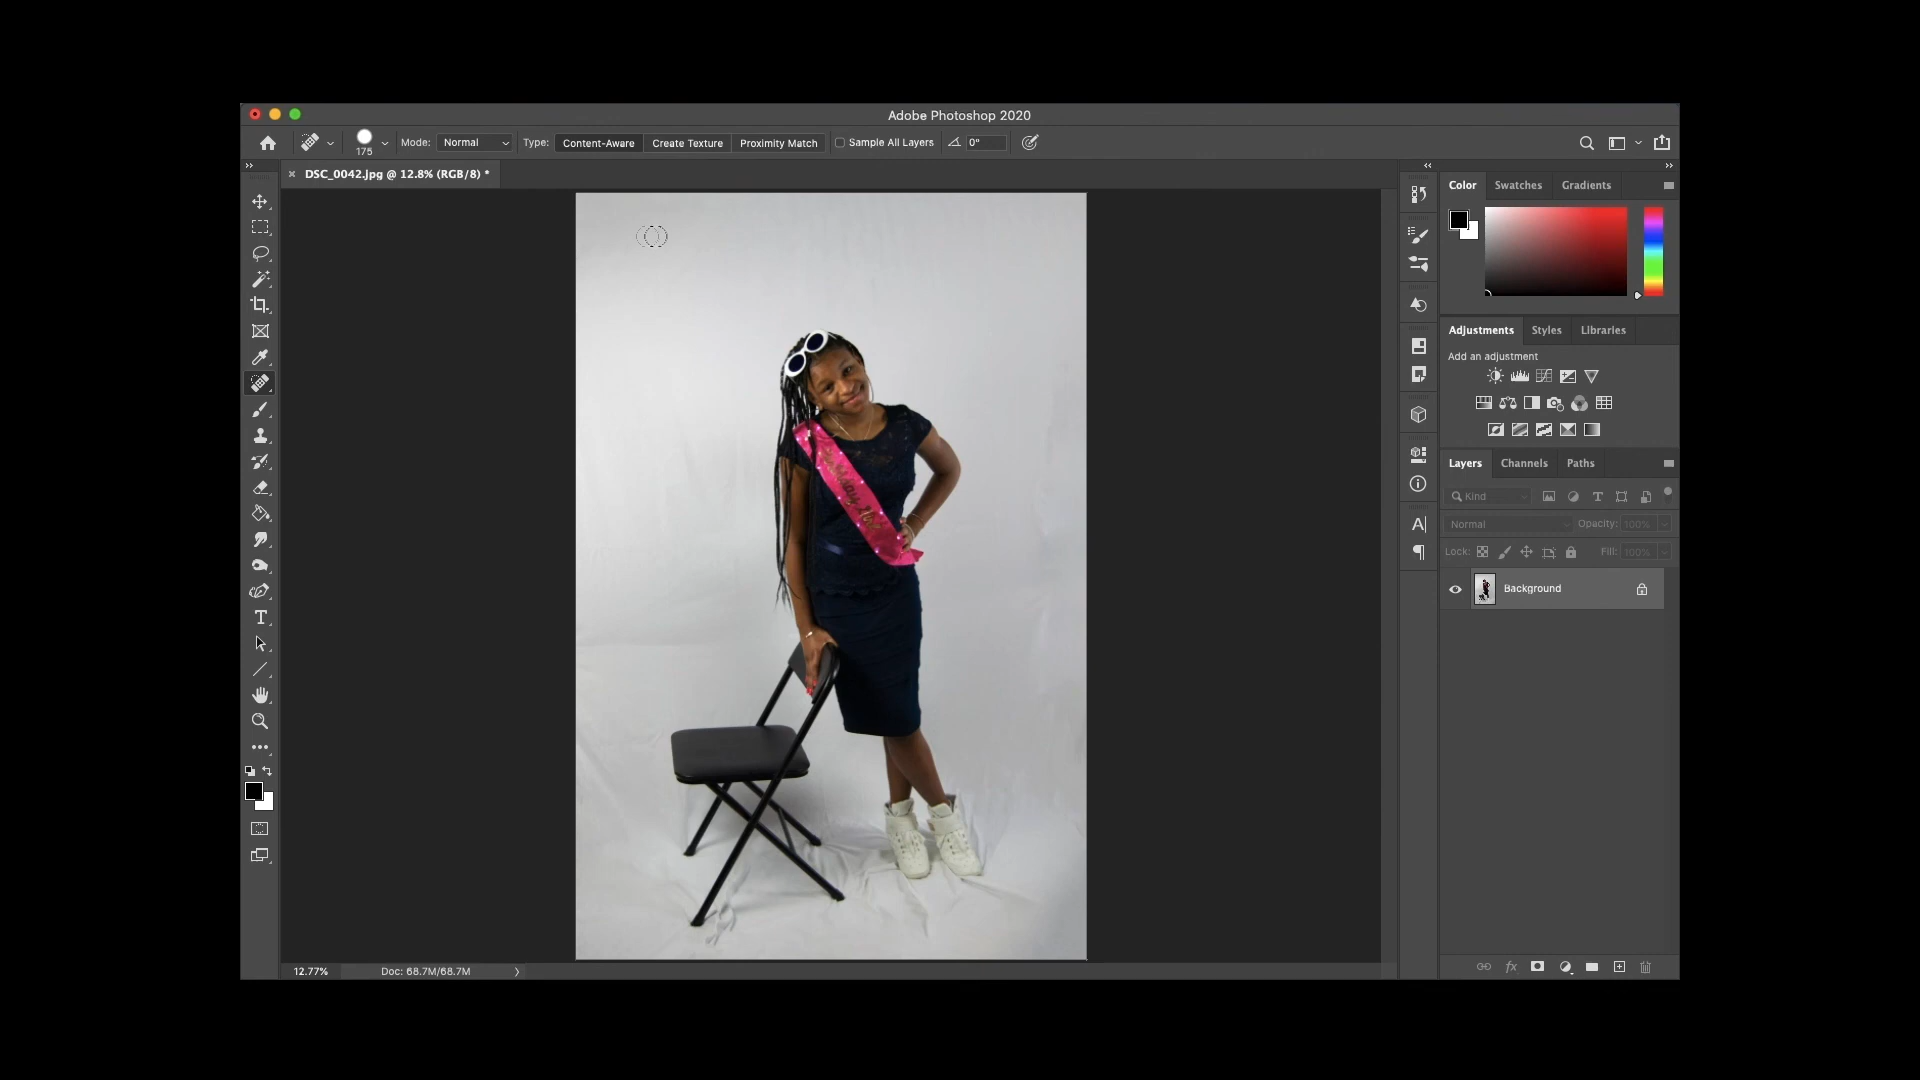 Adobe Photoshop 2020
175
Mode: Normal
Type: Content-Aware Create Texture Proximity Match
Sample All Layers
0°
DSC_0042.jpg @ 12.8% (RGB/8) *
Color Swatches Gradients
Adjustments Styles Libraries
Add an adjustment
Layers Channels Paths
Kind
Normal Opacity: 100%
Lock: Fill: 100%
Background
12.77% Doc: 68.7M/68.7M